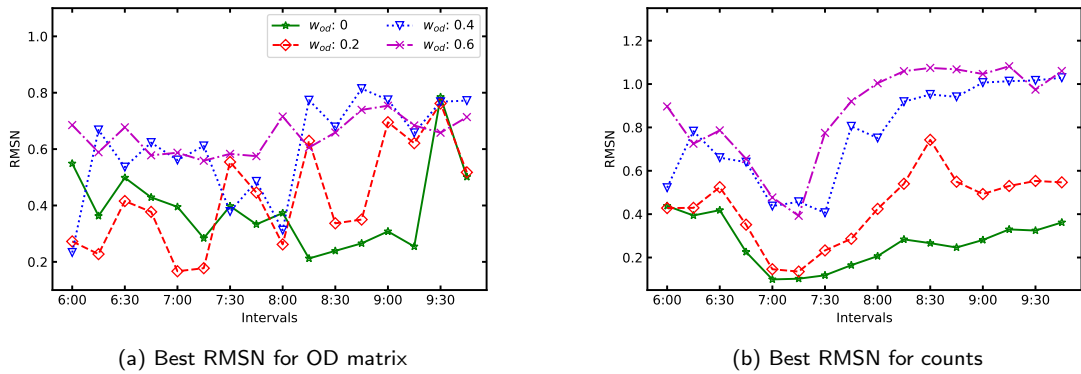 w_od: 0
w_od: 0.2
w_od: 0.4
w_od: 0.6
1.0
0.8
0.6
0.4
0.2
RMSN
6:00 6:30 7:00 7:30 8:00 8:30 9:00 9:30
Intervals
(a) Best RMSN for OD matrix
1.2
1.0
0.8
0.6
0.4
0.2
RMSN
6:00 6:30 7:00 7:30 8:00 8:30 9:00 9:30
Intervals
(b) Best RMSN for counts